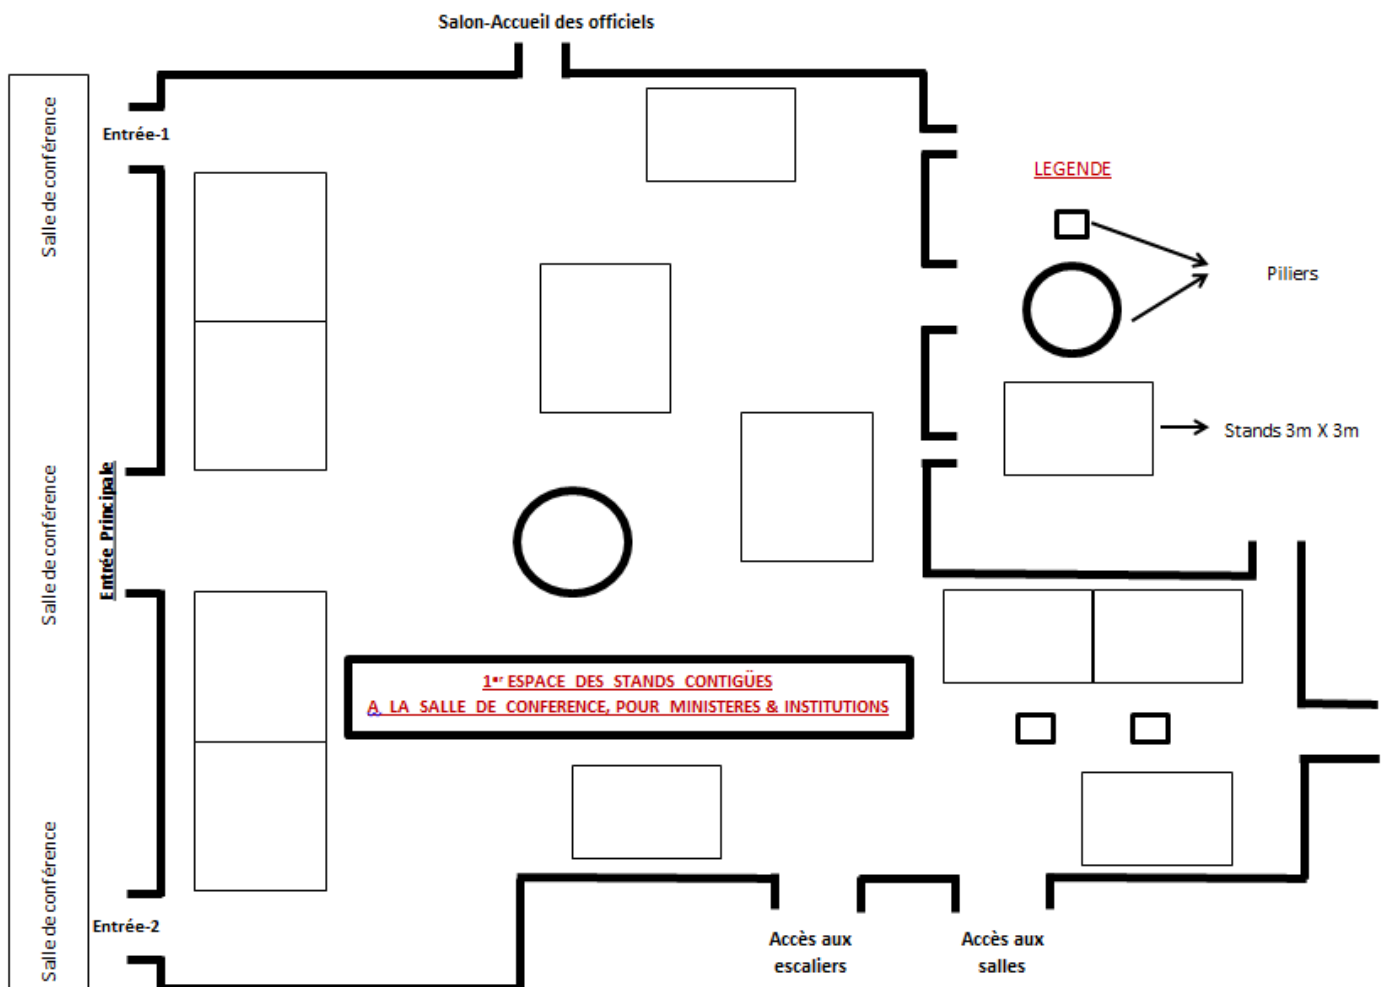 Salon-Accueil des officiels
Salle de conférence
Entrée-1
LEGENDE
Piliers
Stands 3m X 3m
Salle de conférence
Entrée Principale
1er ESPACE DES STANDS CONTIGÜES
A LA SALLE DE CONFERENCE, POUR MINISTERES & INSTITUTIONS
Salle de conférence
Entrée-2
Accès aux
escaliers
Accès aux
salles